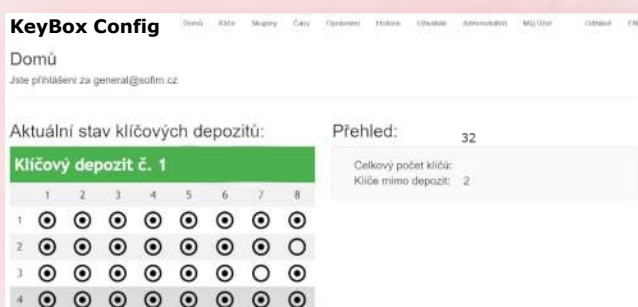 KeyBox Config
Domů Klíče Skupiny Časy Oprávnění Historie Uživatelé Administrátoři Můj Účet Odhlásit EN
Domů
Jste přihlášeni za general@sofim.cz
Aktuální stav klíčových depozitů:
Klíčový depozit č. 1
1 2 3 4 5 6 7 8
1
2
3
4
Přehled:
32
Celkový počet klíčů:
Klíče mimo depozit: 2